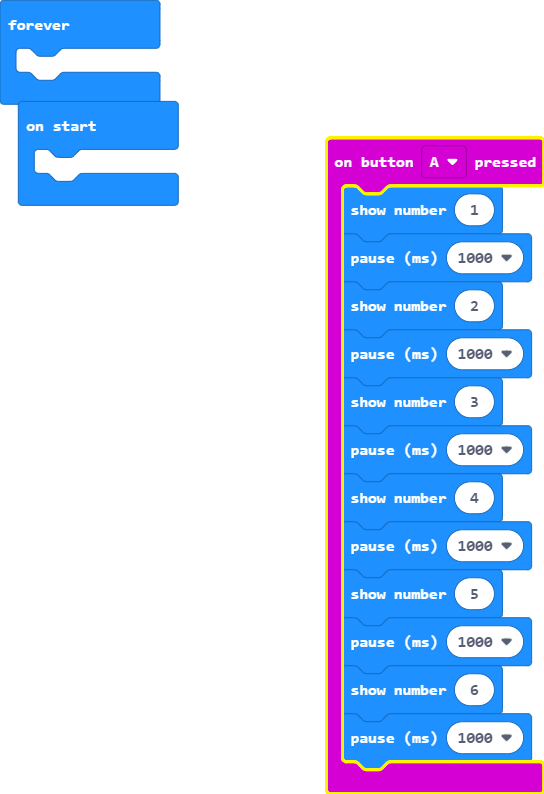 forever
on start
on button A pressed
show number 1
pause (ms) 1000
show number 2
pause (ms) 1000
show number 3
pause (ms) 1000
show number 4
pause (ms) 1000
show number 5
pause (ms) 1000
show number 6
pause (ms) 1000